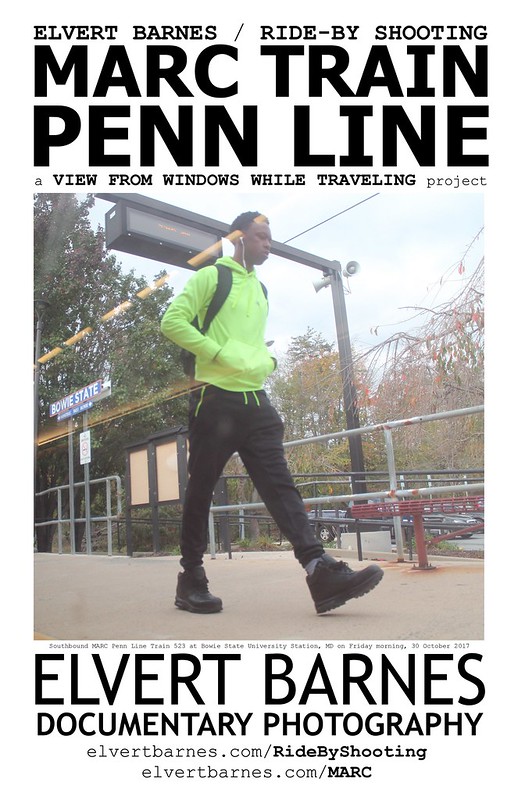 ELVERT BARNES / RIDE-BY SHOOTING
MARC TRAIN
PENN LINE
a VIEW FROM WINDOWS WHILE TRAVELING project
BOWIE STATE
Southbound MARC Penn Line Train 523 at Bowie State University Station, MD on Friday morning, 30 October 2017
ELVERT BARNES
DOCUMENTARY PHOTOGRAPHY
elvertbarnes.com/RideByShooting
elvertbarnes.com/MARC